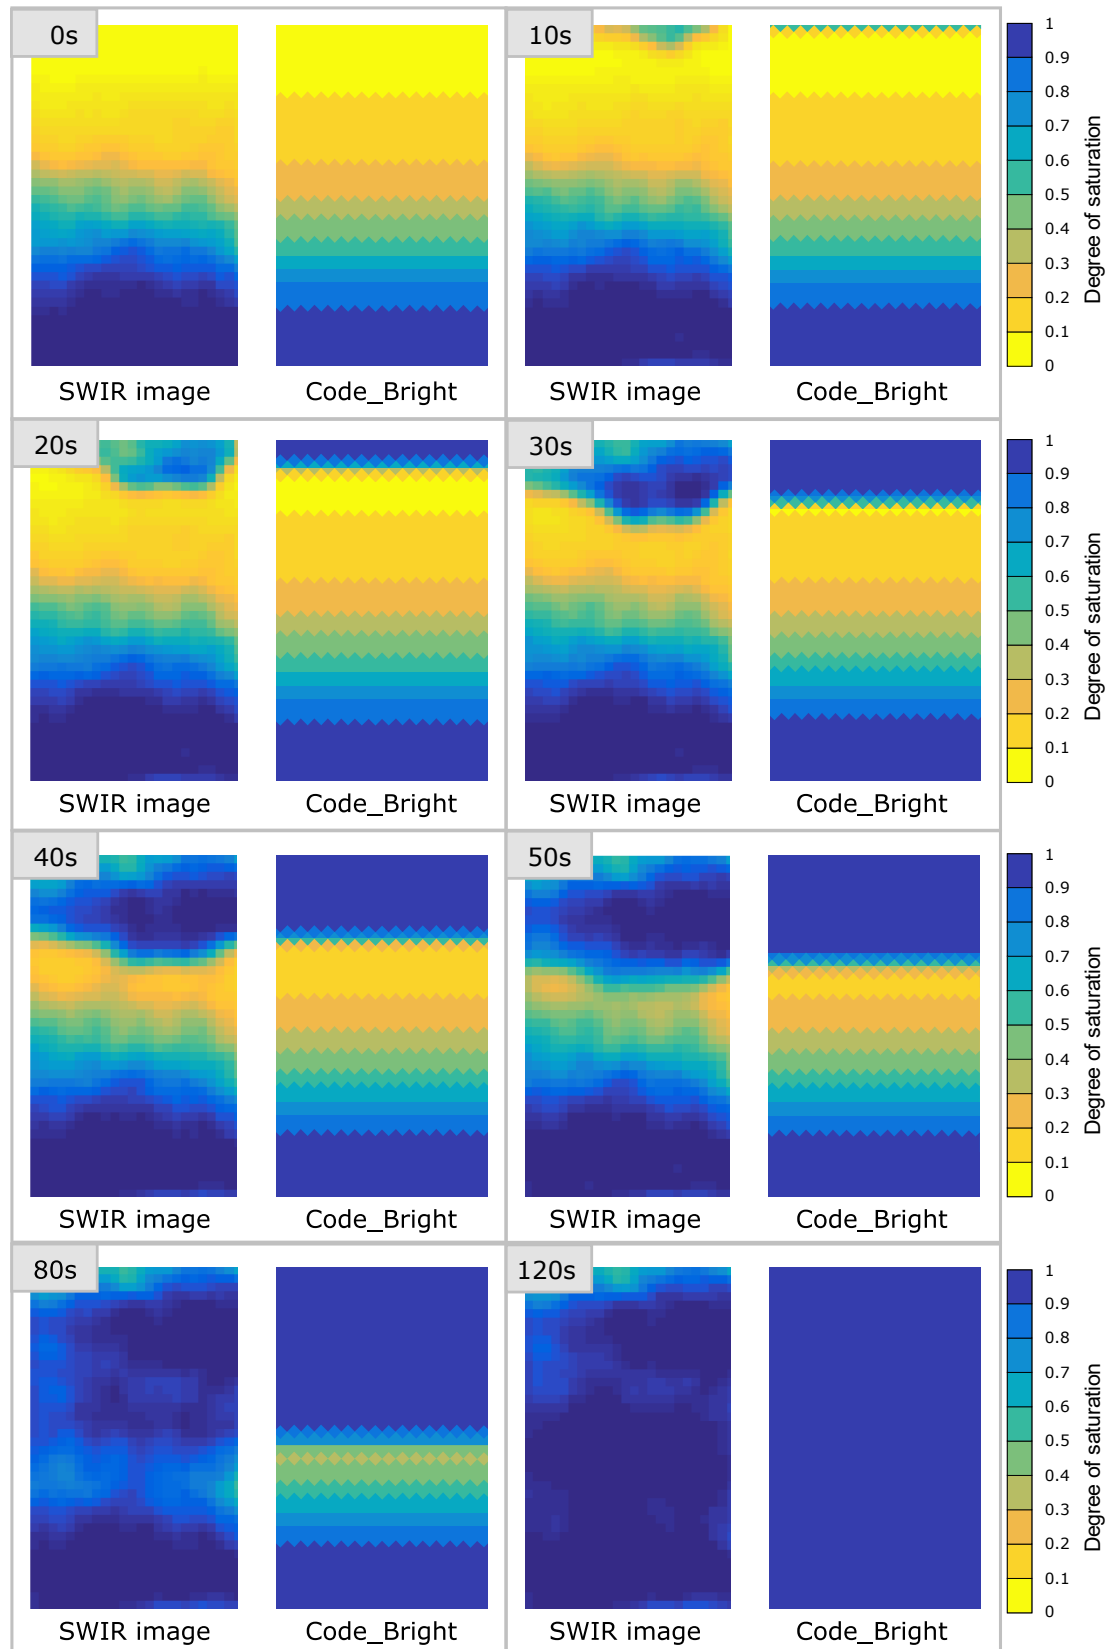 0s
SWIR image
Code_Bright
10s
SWIR image
Code_Bright
1
0.9
0.8
0.7
0.6
0.5
0.4
0.3
0.2
0.1
0
Degree of saturation
20s
SWIR image
Code_Bright
30s
SWIR image
Code_Bright
1
0.9
0.8
0.7
0.6
0.5
0.4
0.3
0.2
0.1
0
Degree of saturation
40s
SWIR image
Code_Bright
50s
SWIR image
Code_Bright
1
0.9
0.8
0.7
0.6
0.5
0.4
0.3
0.2
0.1
0
Degree of saturation
80s
SWIR image
Code_Bright
120s
SWIR image
Code_Bright
1
0.9
0.8
0.7
0.6
0.5
0.4
0.3
0.2
0.1
0
Degree of saturation